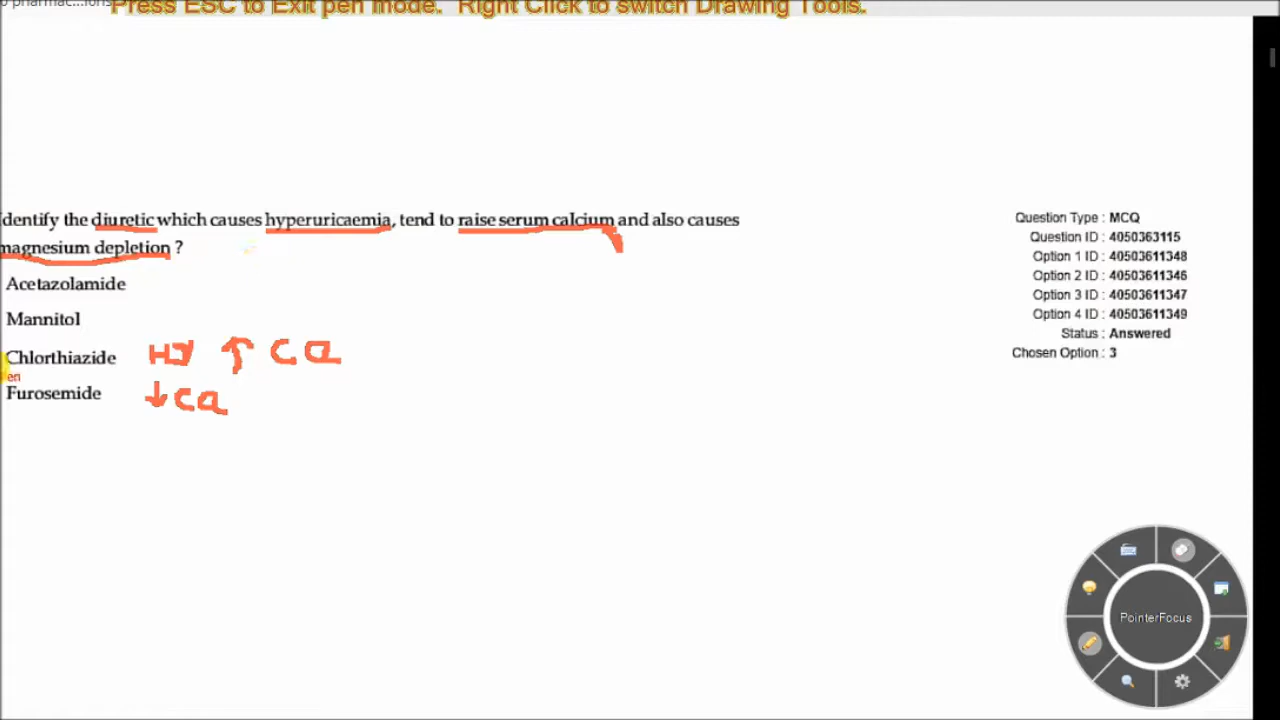 Press ESC to Exit pen mode. Right Click to switch Drawing Tools.
dentify the diuretic which causes hyperuricaemia, tend to raise serum calcium and also causes
magnesium depletion ?
Acetazolamide
Mannitol
Chlorthiazide Hy ↑ Ca
en
Furosemide ↓ Ca
Question Type : MCQ
Question ID : 4050363115
Option 1 ID : 40503611348
Option 2 ID : 40503611346
Option 3 ID : 40503611347
Option 4 ID : 40503611349
Status : Answered
Chosen Option : 3
PointerFocus